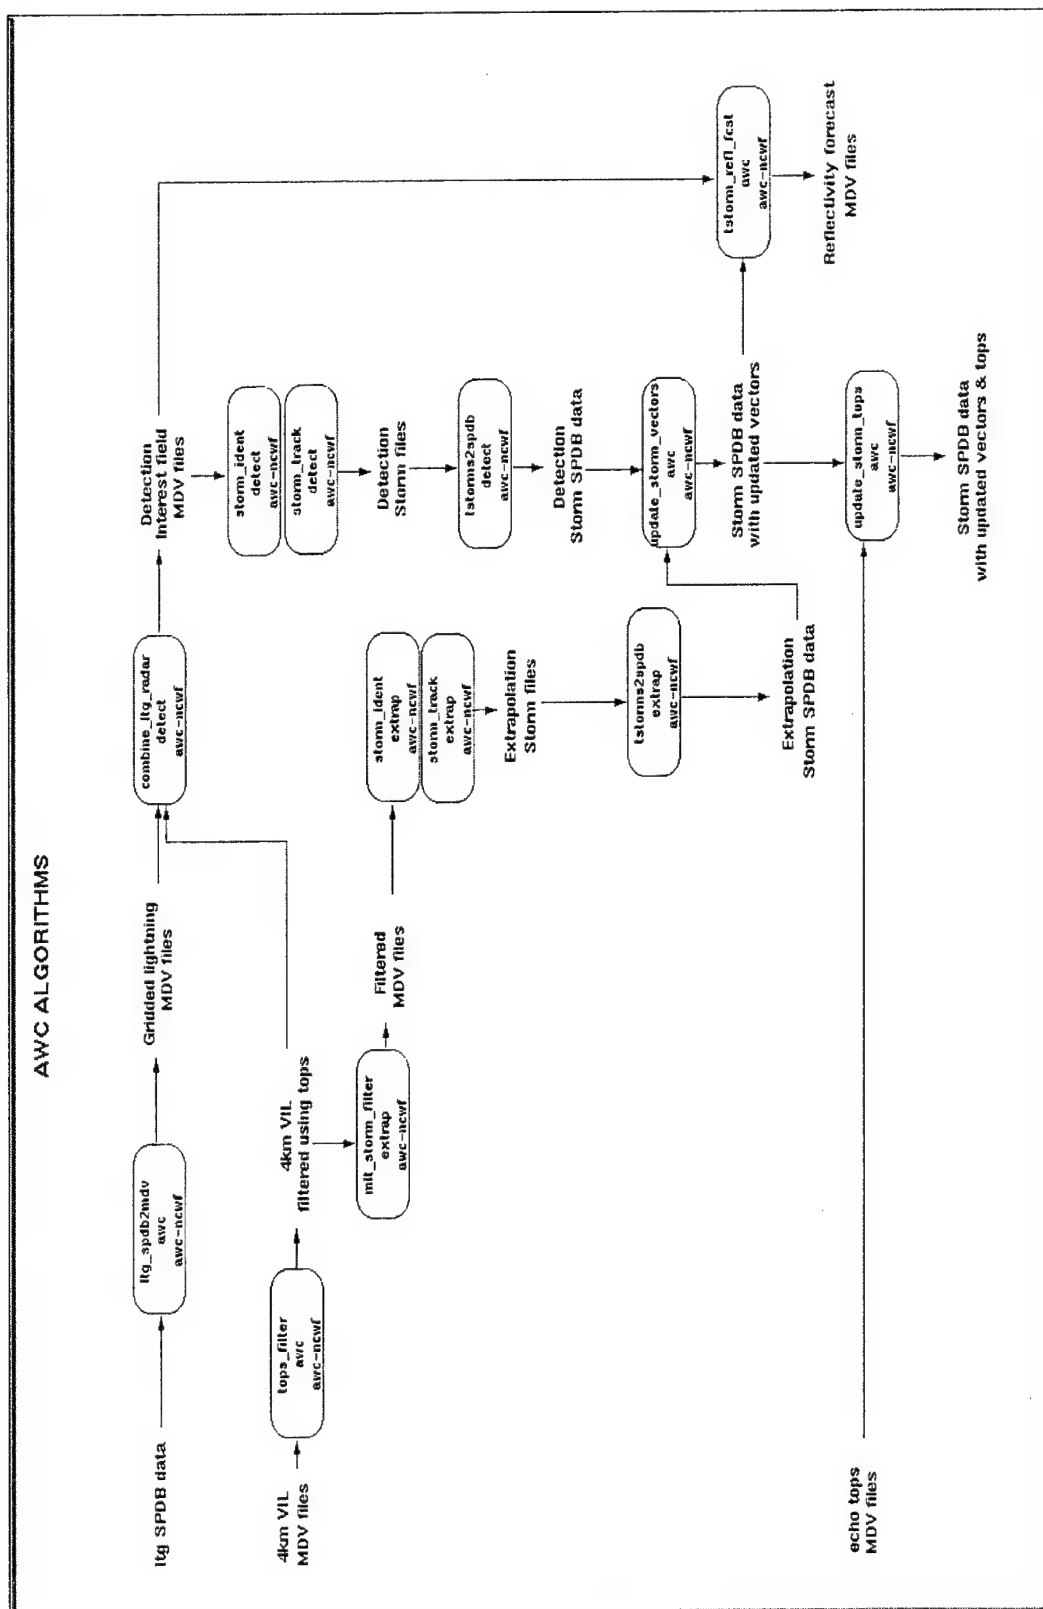 AWC ALGORITHMS
ltg SPDB data
ltg_spdb2mdv
awc
awc-ncwf
Gridded lightning
MDV files
combine_ltg_radar
detect
awc-ncwf
Detection
Interest field
MDV files
4km VIL
MDV files
tops_filter
awc
awc-ncwf
4km VIL
filtered using tops
storm_ident
detect
awc-ncwf
storm_track
detect
awc-ncwf
mit_storm_filter
extrap
awc-ncwf
Filtered
MDV files
storm_ident
extrap
awc-ncwf
storm_track
extrap
awc-ncwf
Detection
Storm files
tstorms2spdb
detect
awc-ncwf
Extrapolation
Storm files
Detection
Storm SPDB data
tstorms2spdb
extrap
awc-ncwf
update_storm_vectors
awc
awc-ncwf
Extrapolation
Storm SPDB data
Storm SPDB data
with updated vectors
tstorm_refl_fcst
awc
awc-ncwf
Reflectivity forecast
MDV files
echo tops
MDV files
update_storm_tops
awc
awc-ncwf
Storm SPDB data
with updated vectors & tops